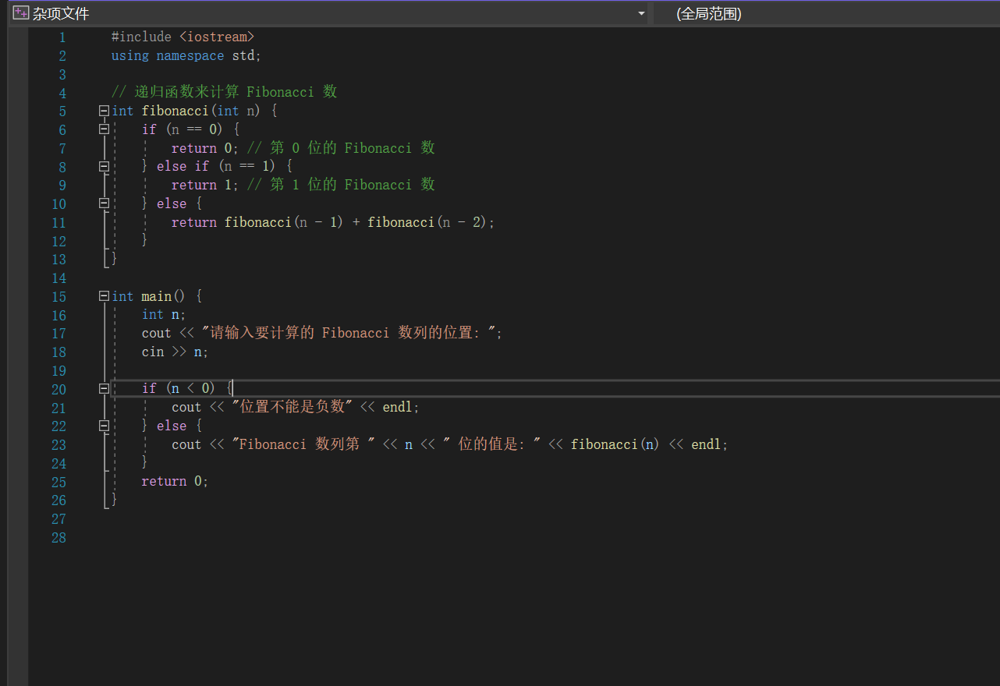 杂项文件
(全局范围)
1 #include <iostream>
2 using namespace std;
3
4 // 递归函数来计算 Fibonacci 数
5 int fibonacci(int n) {
6 if (n == 0) {
7 return 0; // 第 0 位的 Fibonacci 数
8 } else if (n == 1) {
9 return 1; // 第 1 位的 Fibonacci 数
10 } else {
11 return fibonacci(n - 1) + fibonacci(n - 2);
12 }
13 }
14
15 int main() {
16 int n;
17 cout << "请输入要计算的 Fibonacci 数列的位置: ";
18 cin >> n;
19
20 if (n < 0) {
21 cout << "位置不能是负数" << endl;
22 } else {
23 cout << "Fibonacci 数列第 " << n << " 位的值是: " << fibonacci(n) << endl;
24 }
25 return 0;
26 }
27
28